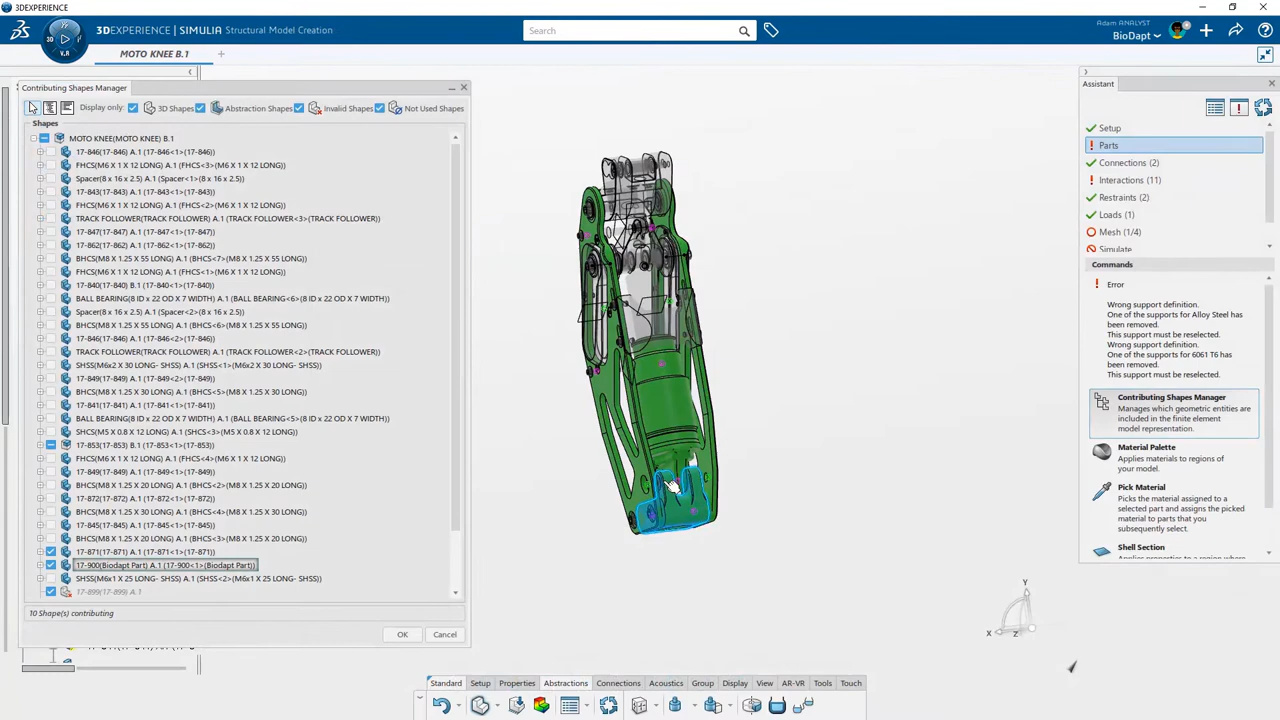 3DEXPERIENCE
3DEXPERIENCE | SIMULIA Structural Model Creation
Search
Adam ANALYST
BioDapt
V.R
MOTO KNEE B.1
Contributing Shapes Manager
Display only: 3D Shapes Abstraction Shapes Invalid Shapes Not Used Shapes
Shapes
MOTO KNEE(MOTO KNEE) B.1
17-846(17-846) A.1 (17-846<1>(17-846))
FHCS(M6 X 1 X 12 LONG) A.1 (FHCS<3>(M6 X 1 X 12 LONG))
Spacer(8 x 16 x 2.5) A.1 (Spacer<1>(8 x 16 x 2.5))
17-843(17-843) A.1 (17-843<1>(17-843))
FHCS(M6 X 1 X 12 LONG) A.1 (FHCS<2>(M6 X 1 X 12 LONG))
TRACK FOLLOWER(TRACK FOLLOWER) A.1 (TRACK FOLLOWER<3>(TRACK FOLLOWER))
17-847(17-847) A.1 (17-847<1>(17-847))
17-862(17-862) A.1 (17-862<1>(17-862))
BHCS(M8 X 1.25 X 55 LONG) A.1 (BHCS<7>(M8 X 1.25 X 55 LONG))
FHCS(M6 X 1 X 12 LONG) A.1 (FHCS<1>(M6 X 1 X 12 LONG))
17-840(17-840) B.1 (17-840<1>(17-840))
BALL BEARING(8 ID x 22 OD X 7 WIDTH) A.1 (BALL BEARING<6>(8 ID x 22 OD X 7 WIDTH))
Spacer(8 x 16 x 2.5) A.1 (Spacer<2>(8 x 16 x 2.5))
BHCS(M8 X 1.25 X 55 LONG) A.1 (BHCS<6>(M8 X 1.25 X 55 LONG))
17-846(17-846) A.1 (17-846<2>(17-846))
TRACK FOLLOWER(TRACK FOLLOWER) A.1 (TRACK FOLLOWER<2>(TRACK FOLLOWER))
SHSS(M6x2 X 30 LONG- SHSS) A.1 (SHSS<1>(M6x2 X 30 LONG- SHSS))
17-849(17-849) A.1 (17-849<2>(17-849))
BHCS(M8 X 1.25 X 30 LONG) A.1 (BHCS<5>(M8 X 1.25 X 30 LONG))
17-841(17-841) A.1 (17-841<1>(17-841))
BALL BEARING(8 ID x 22 OD X 7 WIDTH) A.1 (BALL BEARING<5>(8 ID x 22 OD X 7 WIDTH))
SHCS(M5 X 0.8 X 12 LONG) A.1 (SHCS<3>(M5 X 0.8 X 12 LONG))
17-853(17-853) B.1 (17-853<1>(17-853))
FHCS(M6 X 1 X 12 LONG) A.1 (FHCS<4>(M6 X 1 X 12 LONG))
17-849(17-849) A.1 (17-849<1>(17-849))
BHCS(M8 X 1.25 X 20 LONG) A.1 (BHCS<2>(M8 X 1.25 X 20 LONG))
17-872(17-872) A.1 (17-872<1>(17-872))
BHCS(M8 X 1.25 X 30 LONG) A.1 (BHCS<4>(M8 X 1.25 X 30 LONG))
17-845(17-845) A.1 (17-845<1>(17-845))
BHCS(M8 X 1.25 X 20 LONG) A.1 (BHCS<3>(M8 X 1.25 X 20 LONG))
17-871(17-871) A.1 (17-871<1>(17-871))
17-900(Biodapt Part) A.1 (17-900<1>(Biodapt Part))
SHSS(M6x1 X 25 LONG- SHSS) A.1 (SHSS<2>(M6x1 X 25 LONG- SHSS))
17-899(17-899) A.1
10 Shape(s) contributing
OK Cancel
Y
X
Z
Assistant
Setup
Parts
Connections (2)
Interactions (11)
Restraints (2)
Loads (1)
Mesh (1/4)
Simulate
Commands
Error
Wrong support definition.
One of the supports for Alloy Steel has
been removed.
This support must be reselected.
Wrong support definition.
One of the supports for 6061 T6 has
been removed.
This support must be reselected.
Contributing Shapes Manager
Manages which geometric entities are
included in the finite element
model representation.
Material Palette
Applies materials to regions of
your model.
Pick Material
Picks the material assigned to a
selected part and activates the
assigned material to parts that you
subsequently select.
Shell Section
Standard Setup Properties Abstractions Connections Acoustics Group Display View AR-VR Tools Touch